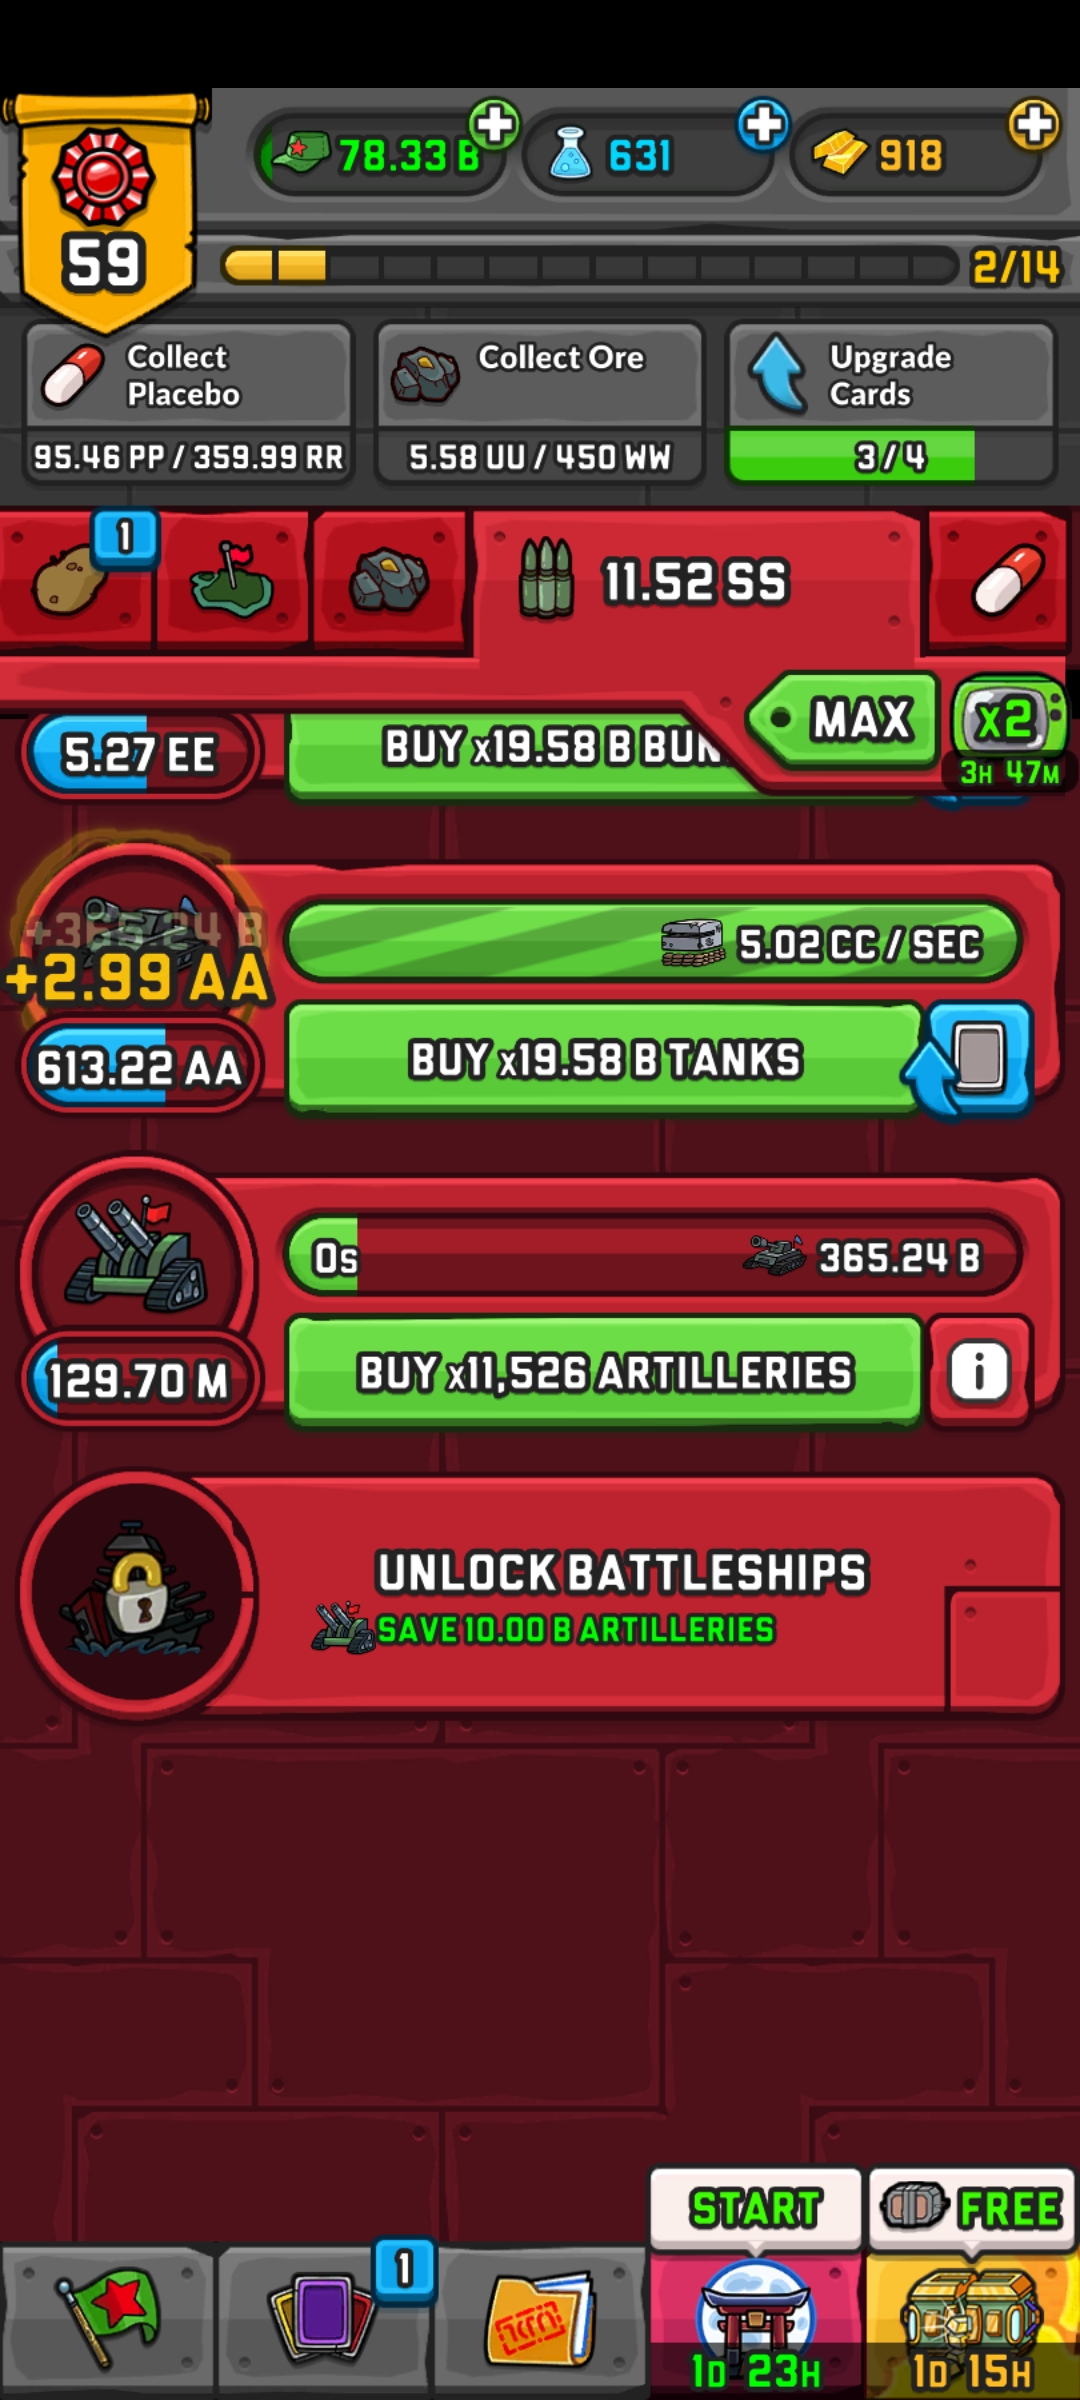 78.33 B
631
918
59
2/14
Collect Placebo
95.46 PP / 359.99 RR
Collect Ore
5.58 UU / 450 WW
Upgrade Cards
3 / 4
1
11.52 SS
MAX
x2
3H 47M
5.27 EE
BUY x19.58 B BUN
+365.24 B
+2.99 AA
5.02 CC / SEC
613.22 AA
BUY x19.58 B TANKS
0s
365.24 B
129.70 M
BUY x11,526 ARTILLERIES
i
UNLOCK BATTLESHIPS
SAVE 10.00 B ARTILLERIES
START
FREE
1
1D 23H
1D 15H